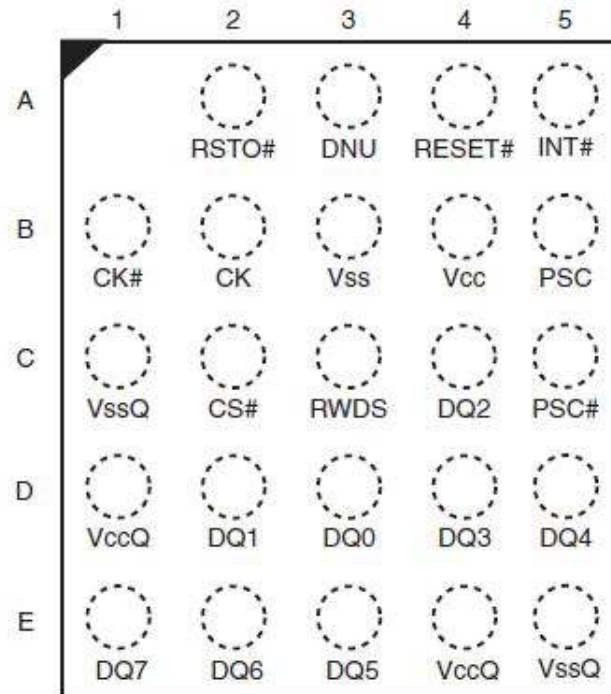 1 2 3 4 5
A
RSTO# DNU RESET# INT#
B
CK# CK Vss Vcc PSC
C
VssQ CS# RWDS DQ2 PSC#
D
VccQ DQ1 DQ0 DQ3 DQ4
E
DQ7 DQ6 DQ5 VccQ VssQ